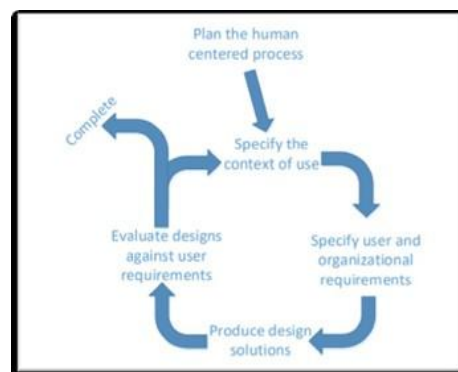 Plan the human
centered process
Complete
Specify the
context of use
Evaluate designs
against user
requirements
Specify user and
organizational
requirements
Produce design
solutions